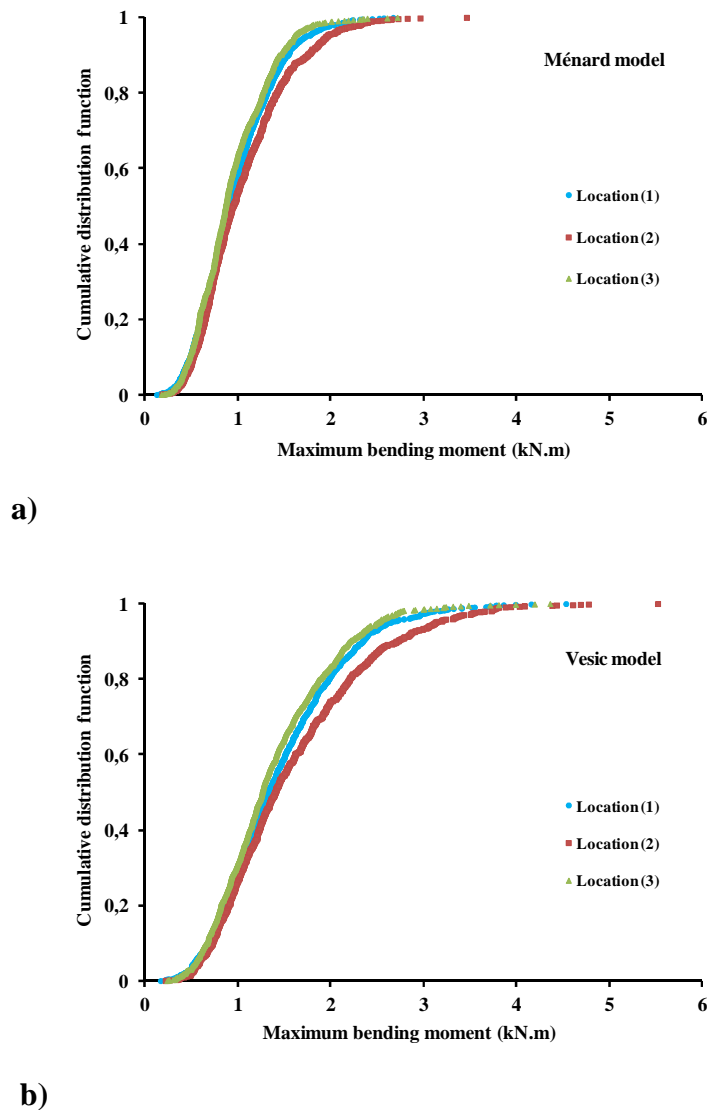 1
0,8
0,6
0,4
0,2
0
Cumulative distribution function
Ménard model
Location (1)
Location (2)
Location (3)
0 1 2 3 4 5 6
Maximum bending moment (kN.m)
a)
1
0,8
0,6
0,4
0,2
0
Cumulative distribution function
Vesic model
Location (1)
Location (2)
Location (3)
0 1 2 3 4 5 6
Maximum bending moment (kN.m)
b)